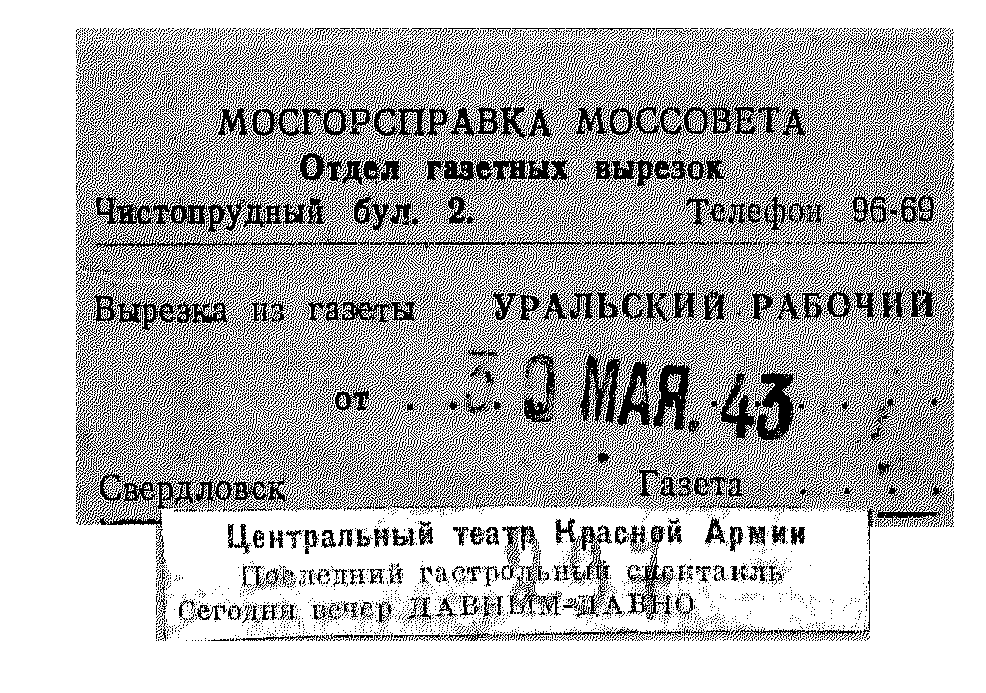 МОСГОРСПРАВКА МОССОВЕТА
Отдел газетных вырезок
Чистопрудный бул. 2. Телефон 96-69
Вырезка из газеты УРАЛЬСКИЙ РАБОЧИЙ
от 30 МАЯ. 43
Свердловск Газета
Центральный театр Красной Армии
Последний гастрольный спектакль
Сегодня вечер ДАВНЫМ-ДАВНО